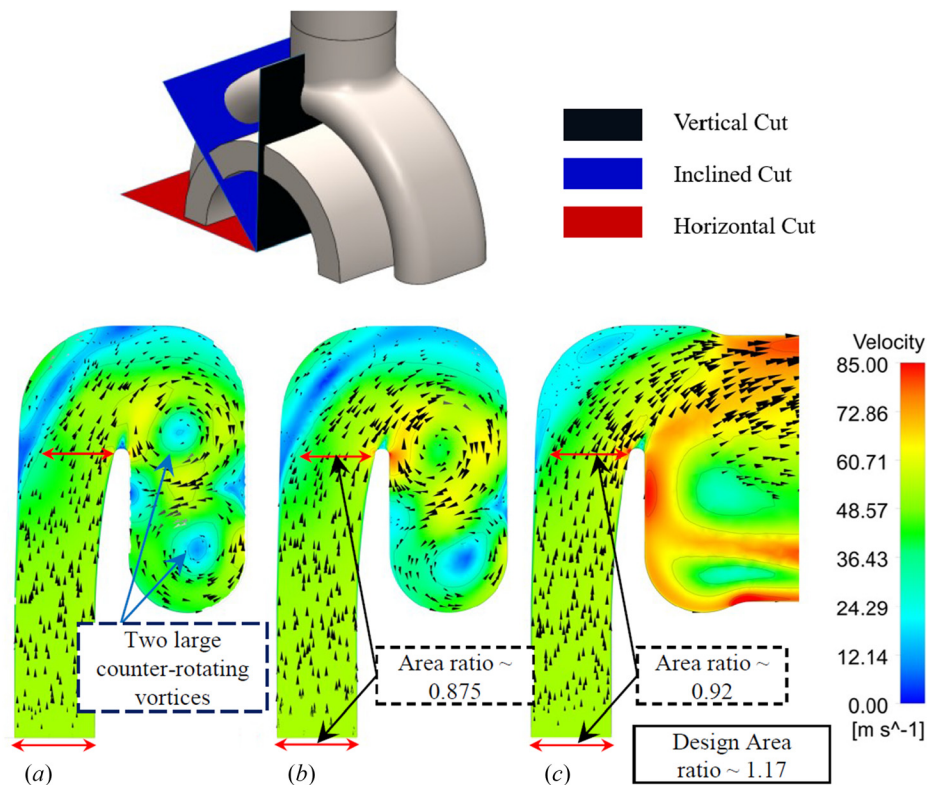 Vertical Cut
Inclined Cut
Horizontal Cut
Velocity
85.00
72.86
60.71
48.57
36.43
24.29
12.14
0.00
[m s^-1]
Two large
counter-rotating
vortices
Area ratio ~
0.875
Area ratio ~
0.92
Design Area
ratio ~ 1.17
(a)
(b)
(c)